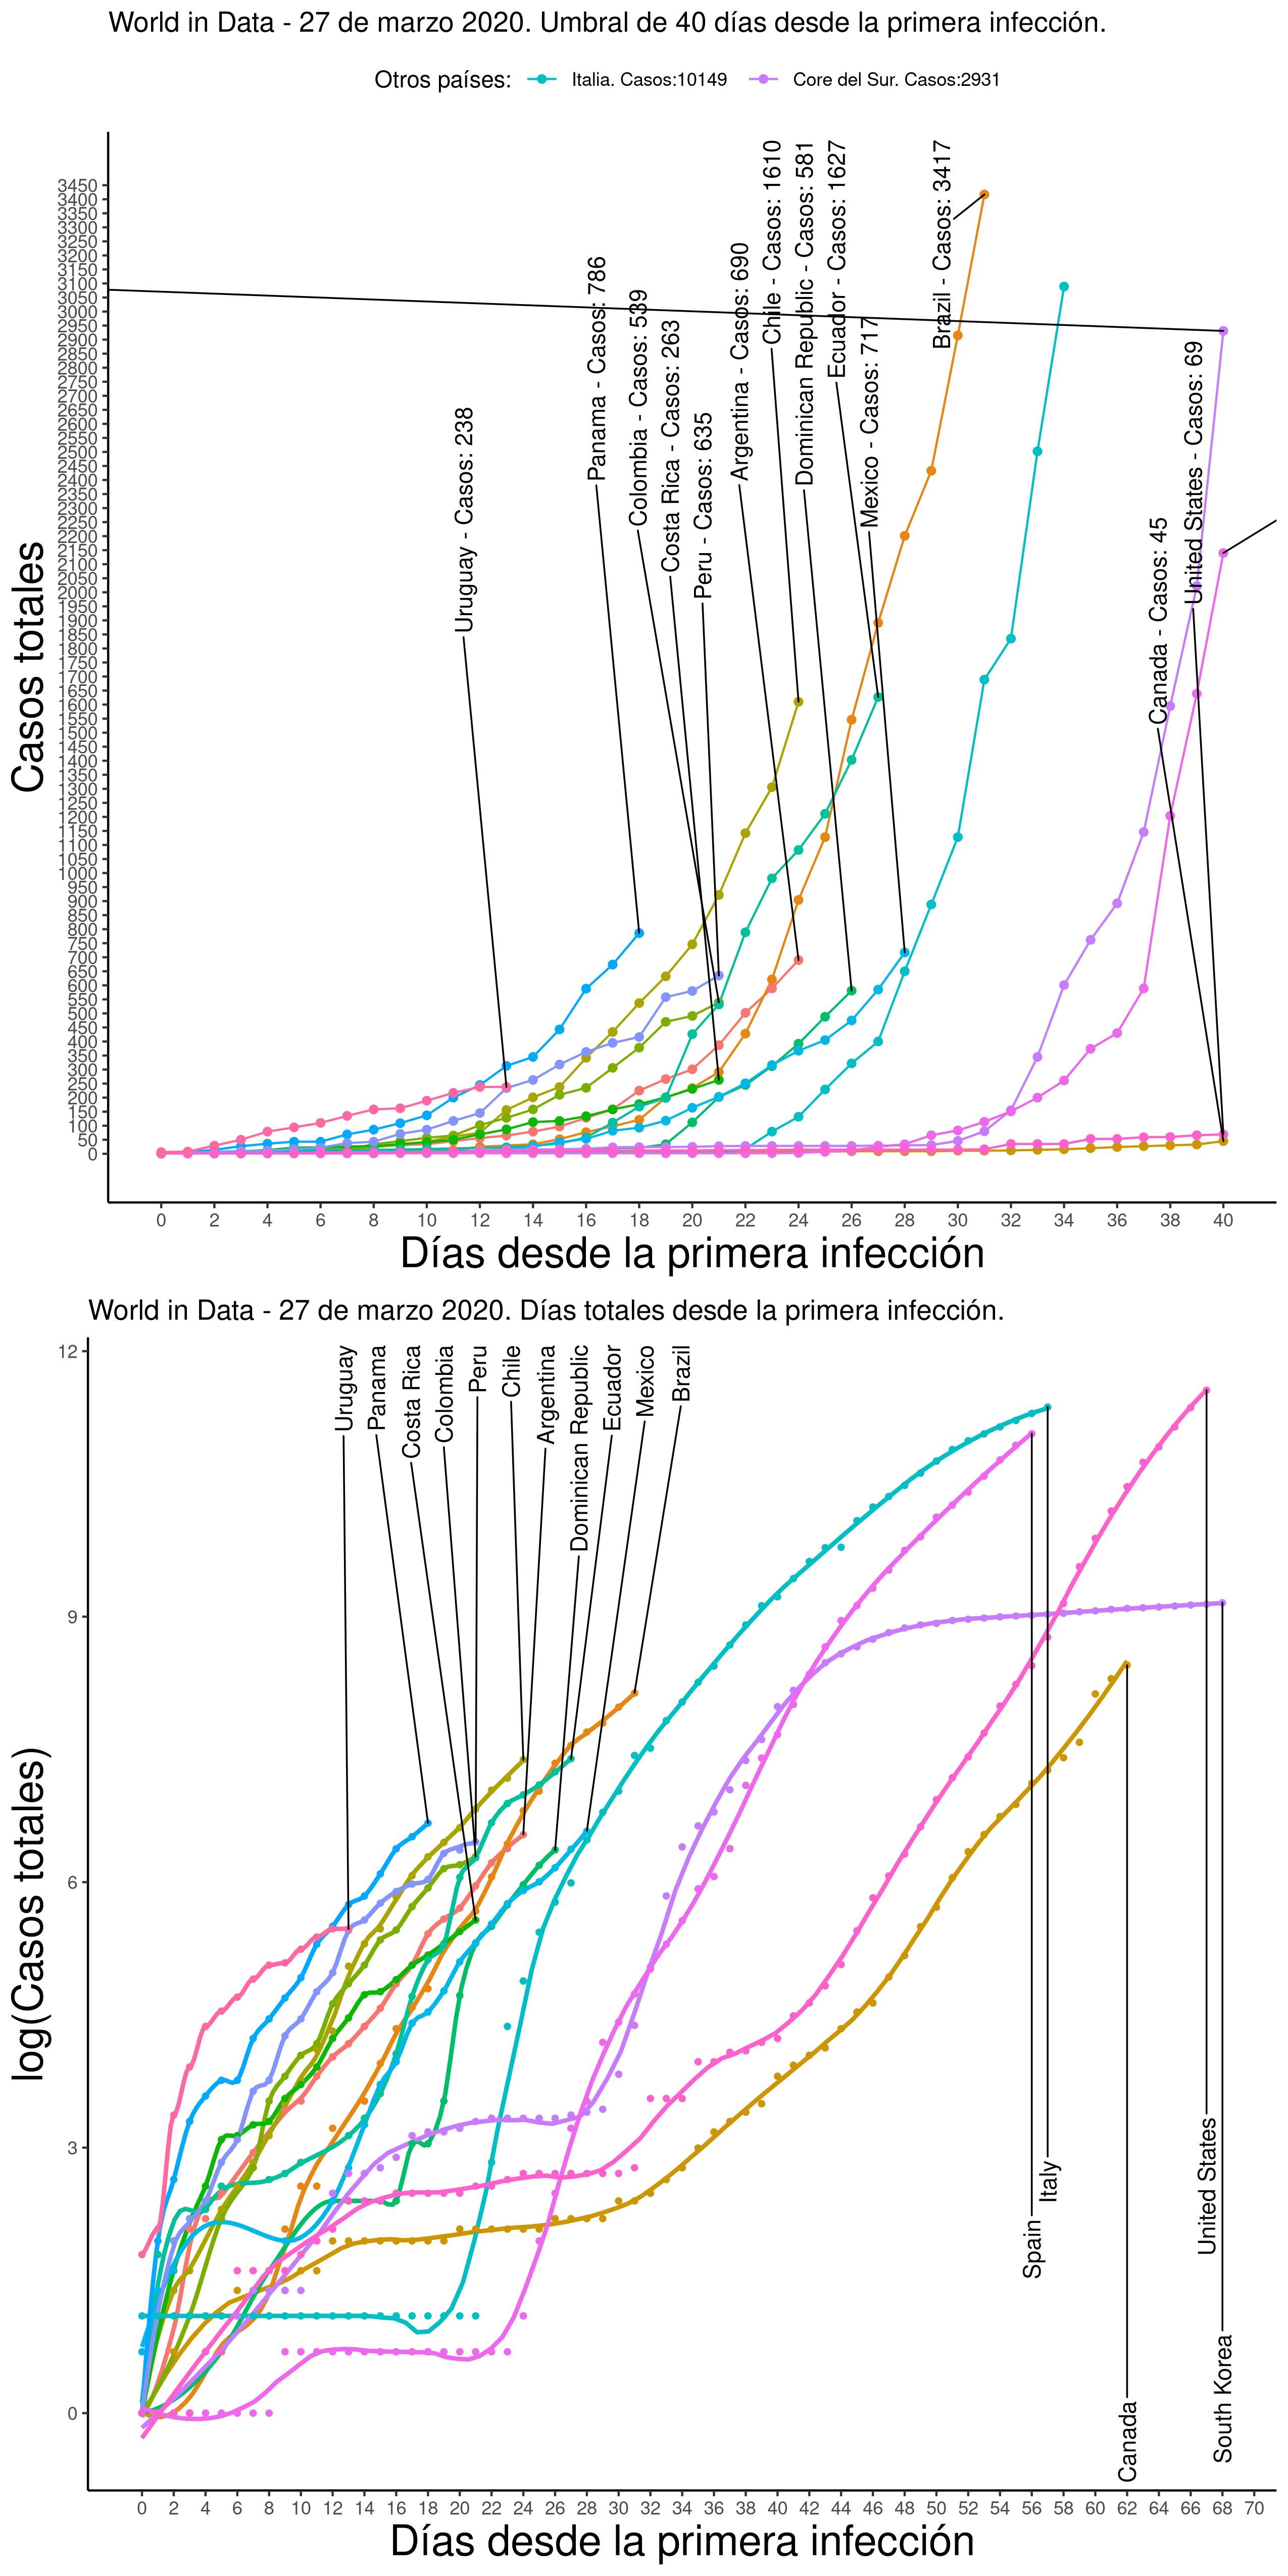 World in Data - 27 de marzo 2020. Umbral de 40 días desde la primera infección.
Otros países: Italia. Casos:10149 Core del Sur. Casos:2931
Casos totales
3450
3400
3350
3300
3250
3200
3150
3100
3050
3000
2950
2900
2850
2800
2750
2700
2650
2600
2550
2500
2450
2400
2350
2300
2250
2200
2150
2100
2050
2000
1950
1900
1850
1800
1750
1700
1650
1600
1550
1500
1450
1400
1350
1300
1250
1200
1150
1100
1050
1000
950
900
850
800
750
700
650
600
550
500
450
400
350
300
250
200
150
100
50
0
Uruguay - Casos: 238
Panama - Casos: 786
Colombia - Casos: 539
Costa Rica - Casos: 263
Peru - Casos: 635
Argentina - Casos: 690
Chile - Casos: 1610
Dominican Republic - Casos: 581
Ecuador - Casos: 1627
Mexico - Casos: 717
Brazil - Casos: 3417
Canada - Casos: 45
United States - Casos: 69
0 2 4 6 8 10 12 14 16 18 20 22 24 26 28 30 32 34 36 38 40
Días desde la primera infección
World in Data - 27 de marzo 2020. Días totales desde la primera infección.
log(Casos totales)
12
9
6
3
0
Uruguay
Panama
Costa Rica
Colombia
Peru
Chile
Argentina
Dominican Republic
Ecuador
Mexico
Brazil
Spain
Italy
Canada
United States
South Korea
0 2 4 6 8 10 12 14 16 18 20 22 24 26 28 30 32 34 36 38 40 42 44 46 48 50 52 54 56 58 60 62 64 66 68 70
Días desde la primera infección